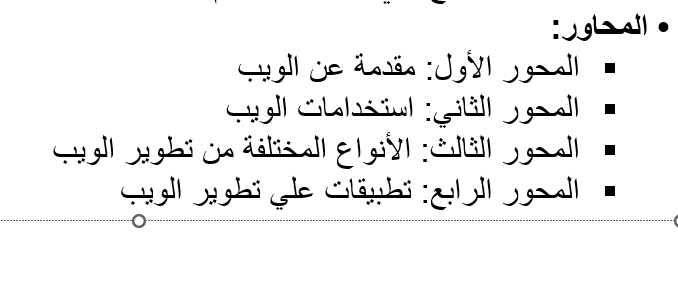 • المحاور:
▪ المحور الأول: مقدمة عن الويب
▪ المحور الثاني: استخدامات الويب
▪ المحور الثالث: الأنواع المختلفة من تطوير الويب
▪ المحور الرابع: تطبيقات علي تطوير الويب